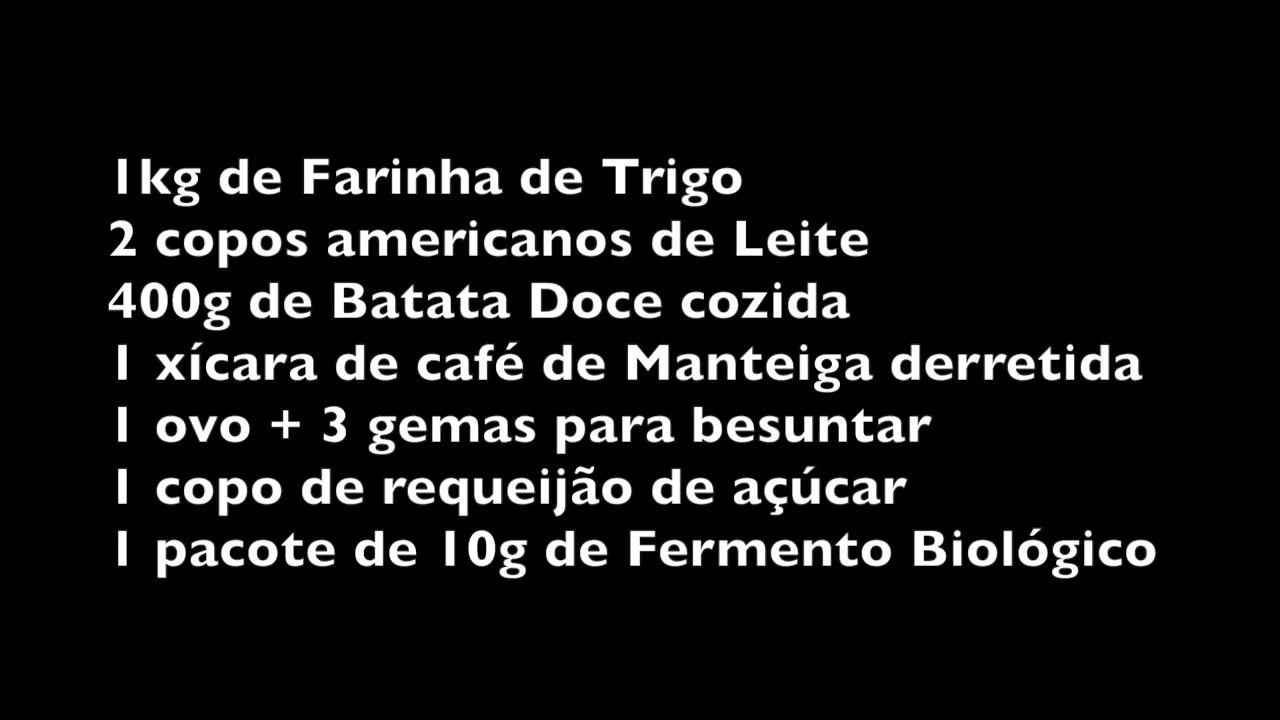 1kg de Farinha de Trigo
2 copos americanos de Leite
400g de Batata Doce cozida
1 xícara de café de Manteiga derretida
1 ovo + 3 gemas para besuntar
1 copo de requeijão de açúcar
1 pacote de 10g de Fermento Biológico